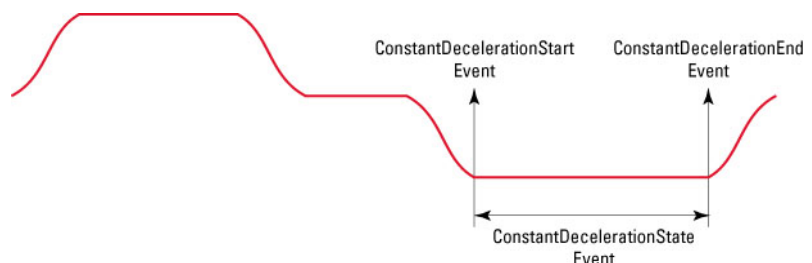 ConstantDecelerationStart
Event
ConstantDecelerationEnd
Event
ConstantDecelerationState
Event